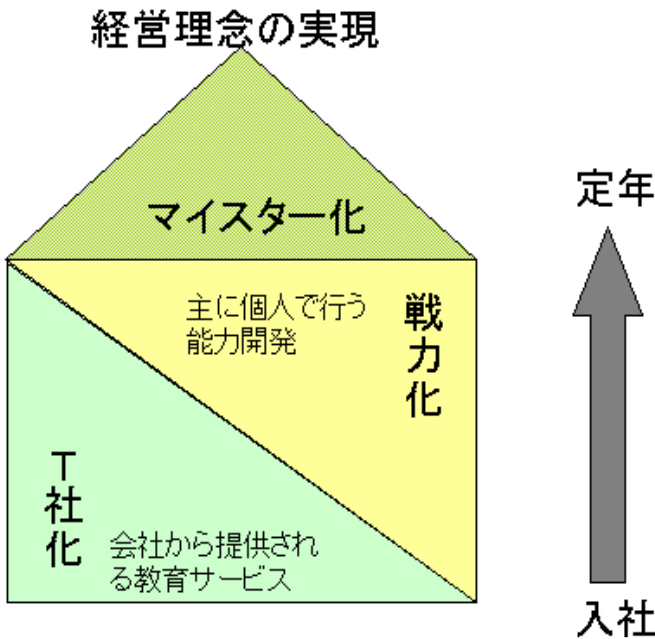 経営理念の実現
マイスター化
定年
主に個人で行う
能力開発
戦力化
T社化
会社から提供され
る教育サービス
入社